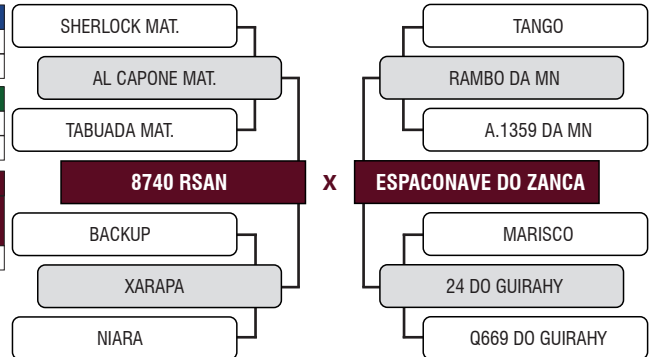 SHERLOCK MAT.
AL CAPONE MAT.
TABUADA MAT.
8740 RSAN
BACKUP
XARAPA
NIARA
X
TANGO
RAMBO DA MN
A.1359 DA MN
ESPACONAVE DO ZANCA
MARISCO
24 DO GUIRAHY
Q669 DO GUIRAHY